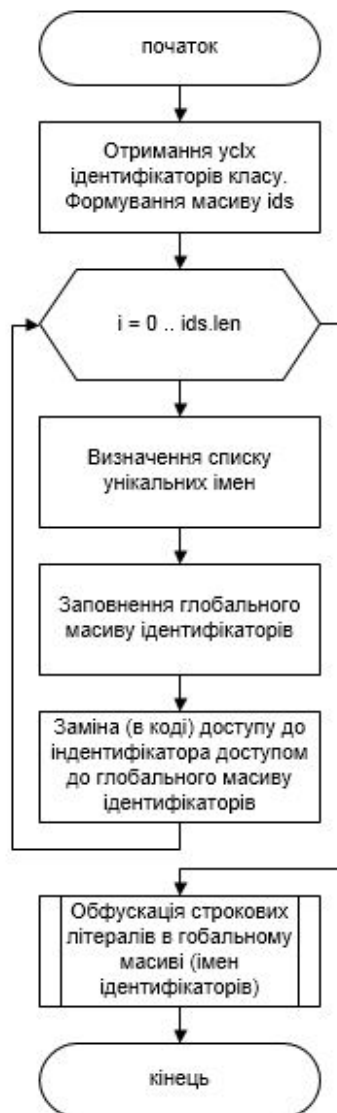 початок
Отримання усіх
ідентифікаторів класу.
Формування масиву ids
i = 0 .. ids.len
Визначення списку
унікальних імен
Заповнення глобального
масиву ідентифікаторів
Заміна (в коді) доступу до
індентифікатора доступом
до глобального масиву
ідентифікаторів
Обфускація строкових
літералів в гобальному
масиві (імен
ідентифікаторів)
кінець